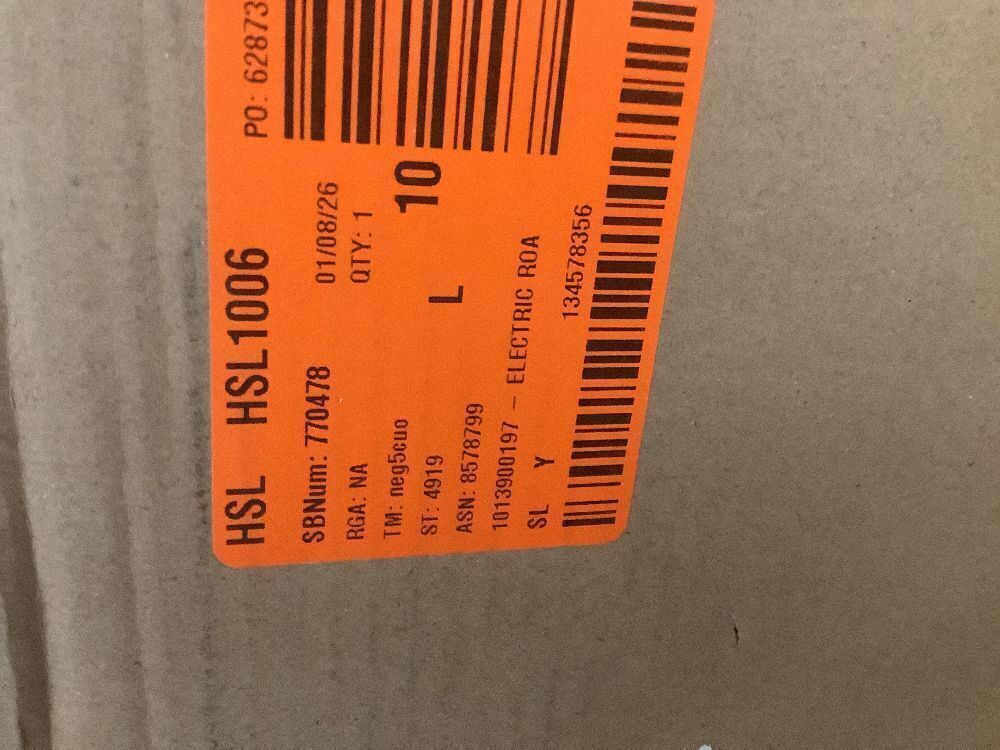 HSL HSL1006
PO: 62873
SBNum: 770478 01/08/26
RGA: NA QTY: 1
TM: neg5cuo 10
ST: 4919 L
ASN: 8578799
1013900197 - ELECTRIC ROA
SL Y 134578356